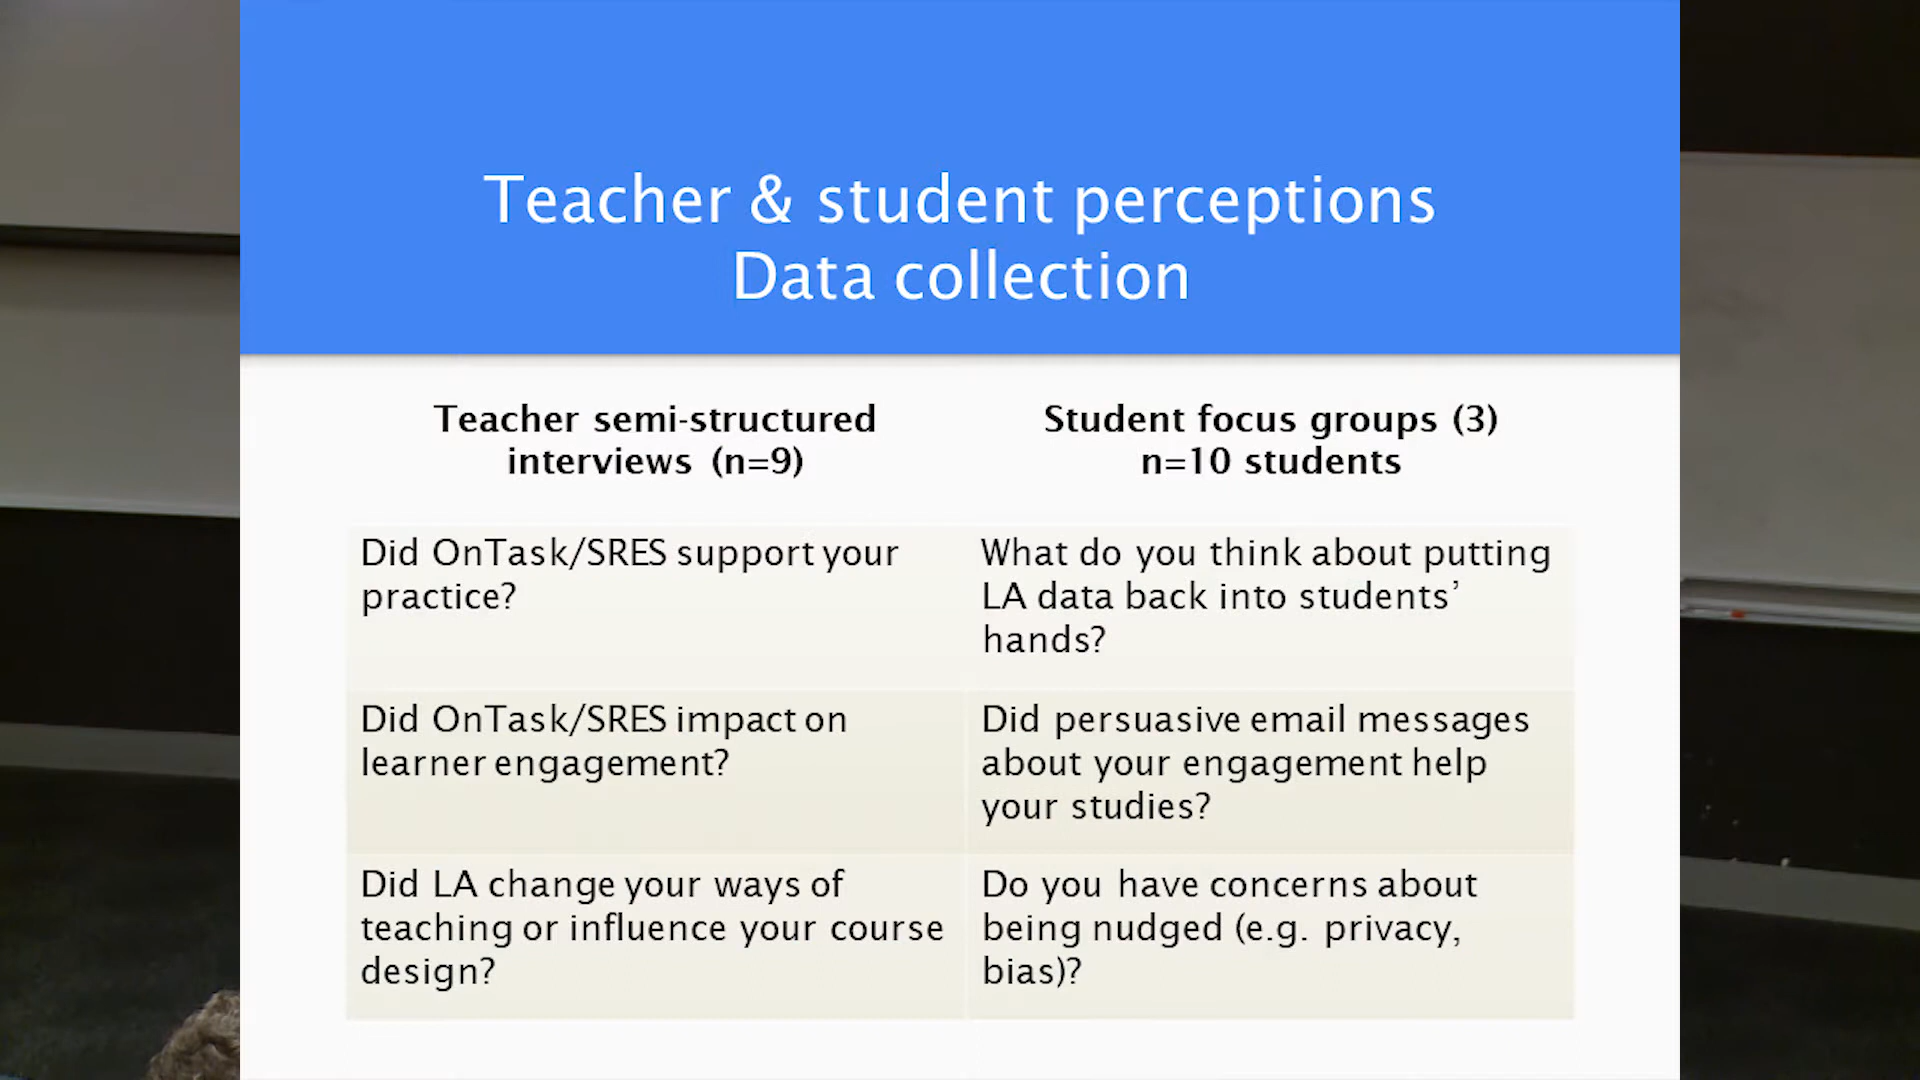 Teacher & student perceptions
Data collection
Teacher semi-structured
interviews (n=9)
Student focus groups (3)
n=10 students
Did OnTask/SRES support your
practice?
What do you think about putting
LA data back into students’
hands?
Did OnTask/SRES impact on
learner engagement?
Did persuasive email messages
about your engagement help
your studies?
Did LA change your ways of
teaching or influence your course
design?
Do you have concerns about
being nudged (e.g. privacy,
bias)?